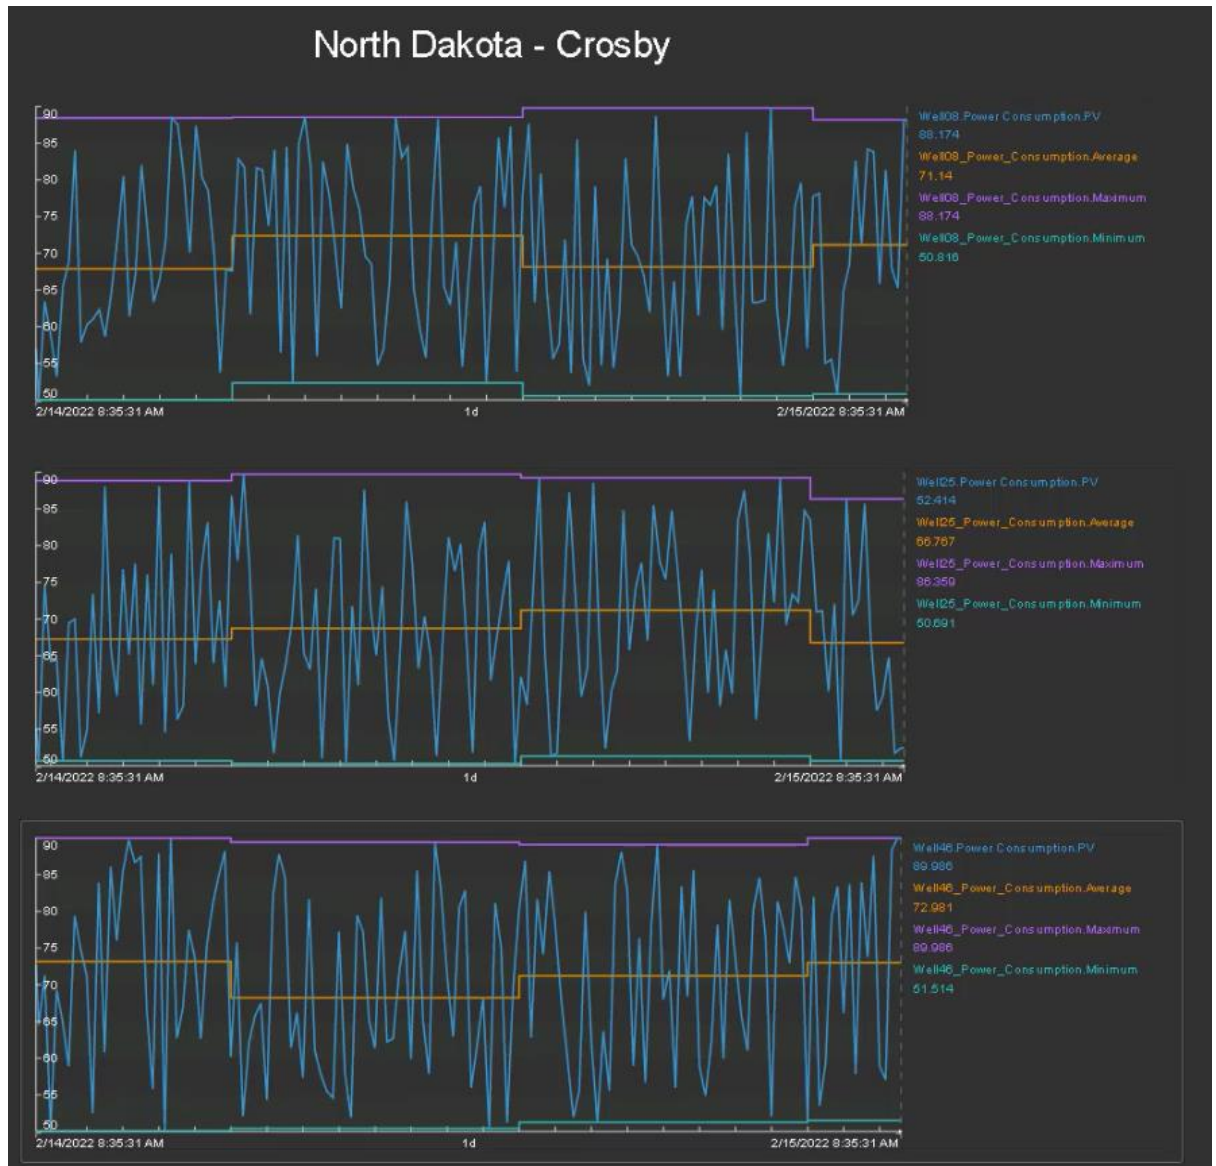 North Dakota - Crosby
90
85
80
75
70
65
60
55
50
2/14/2022 8:35:31 AM 1d 2/15/2022 8:35:31 AM
Well08.Power Consumption.PV
88.174
Well08_Power_Consumption.Average
71.14
Well08_Power_Consumption.Maximum
88.174
Well08_Power_Consumption.Minimum
50.816
90
85
80
75
70
65
60
55
50
2/14/2022 8:35:31 AM 1d 2/15/2022 8:35:31 AM
Well25.Power Consumption.PV
52.414
Well25_Power_Consumption.Average
66.767
Well25_Power_Consumption.Maximum
86.359
Well25_Power_Consumption.Minimum
50.691
90
85
80
75
70
65
60
55
50
2/14/2022 8:35:31 AM 1d 2/15/2022 8:35:31 AM
Well46.Power Consumption.PV
89.986
Well46_Power_Consumption.Average
72.981
Well46_Power_Consumption.Maximum
89.986
Well46_Power_Consumption.Minimum
51.514